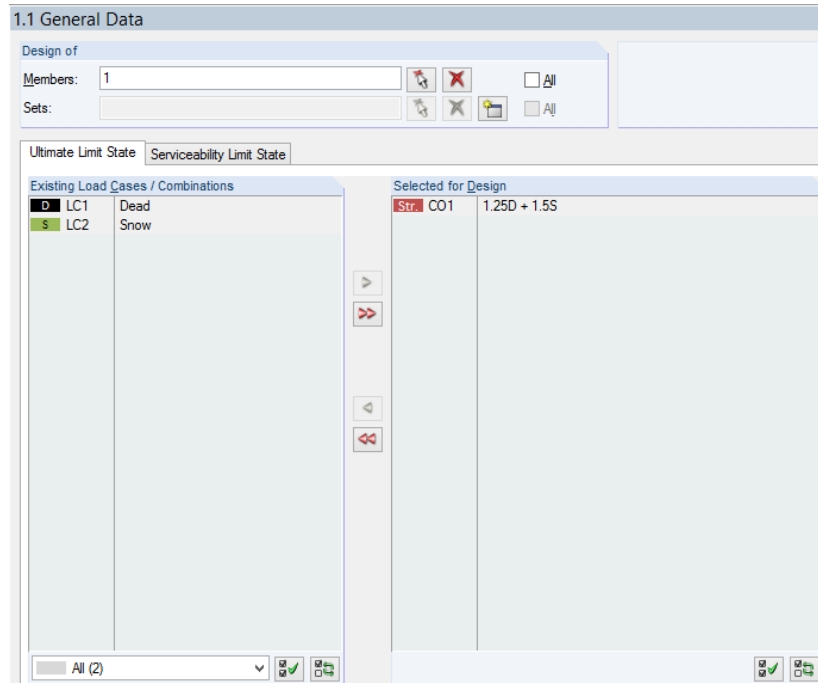 1.1 General Data
Design of
Members: 1 All
Sets: All
Ultimate Limit State Serviceability Limit State
Existing Load Cases / Combinations Selected for Design
D LC1 Dead Str. CO1 1.25D + 1.5S
S LC2 Snow
All (2)